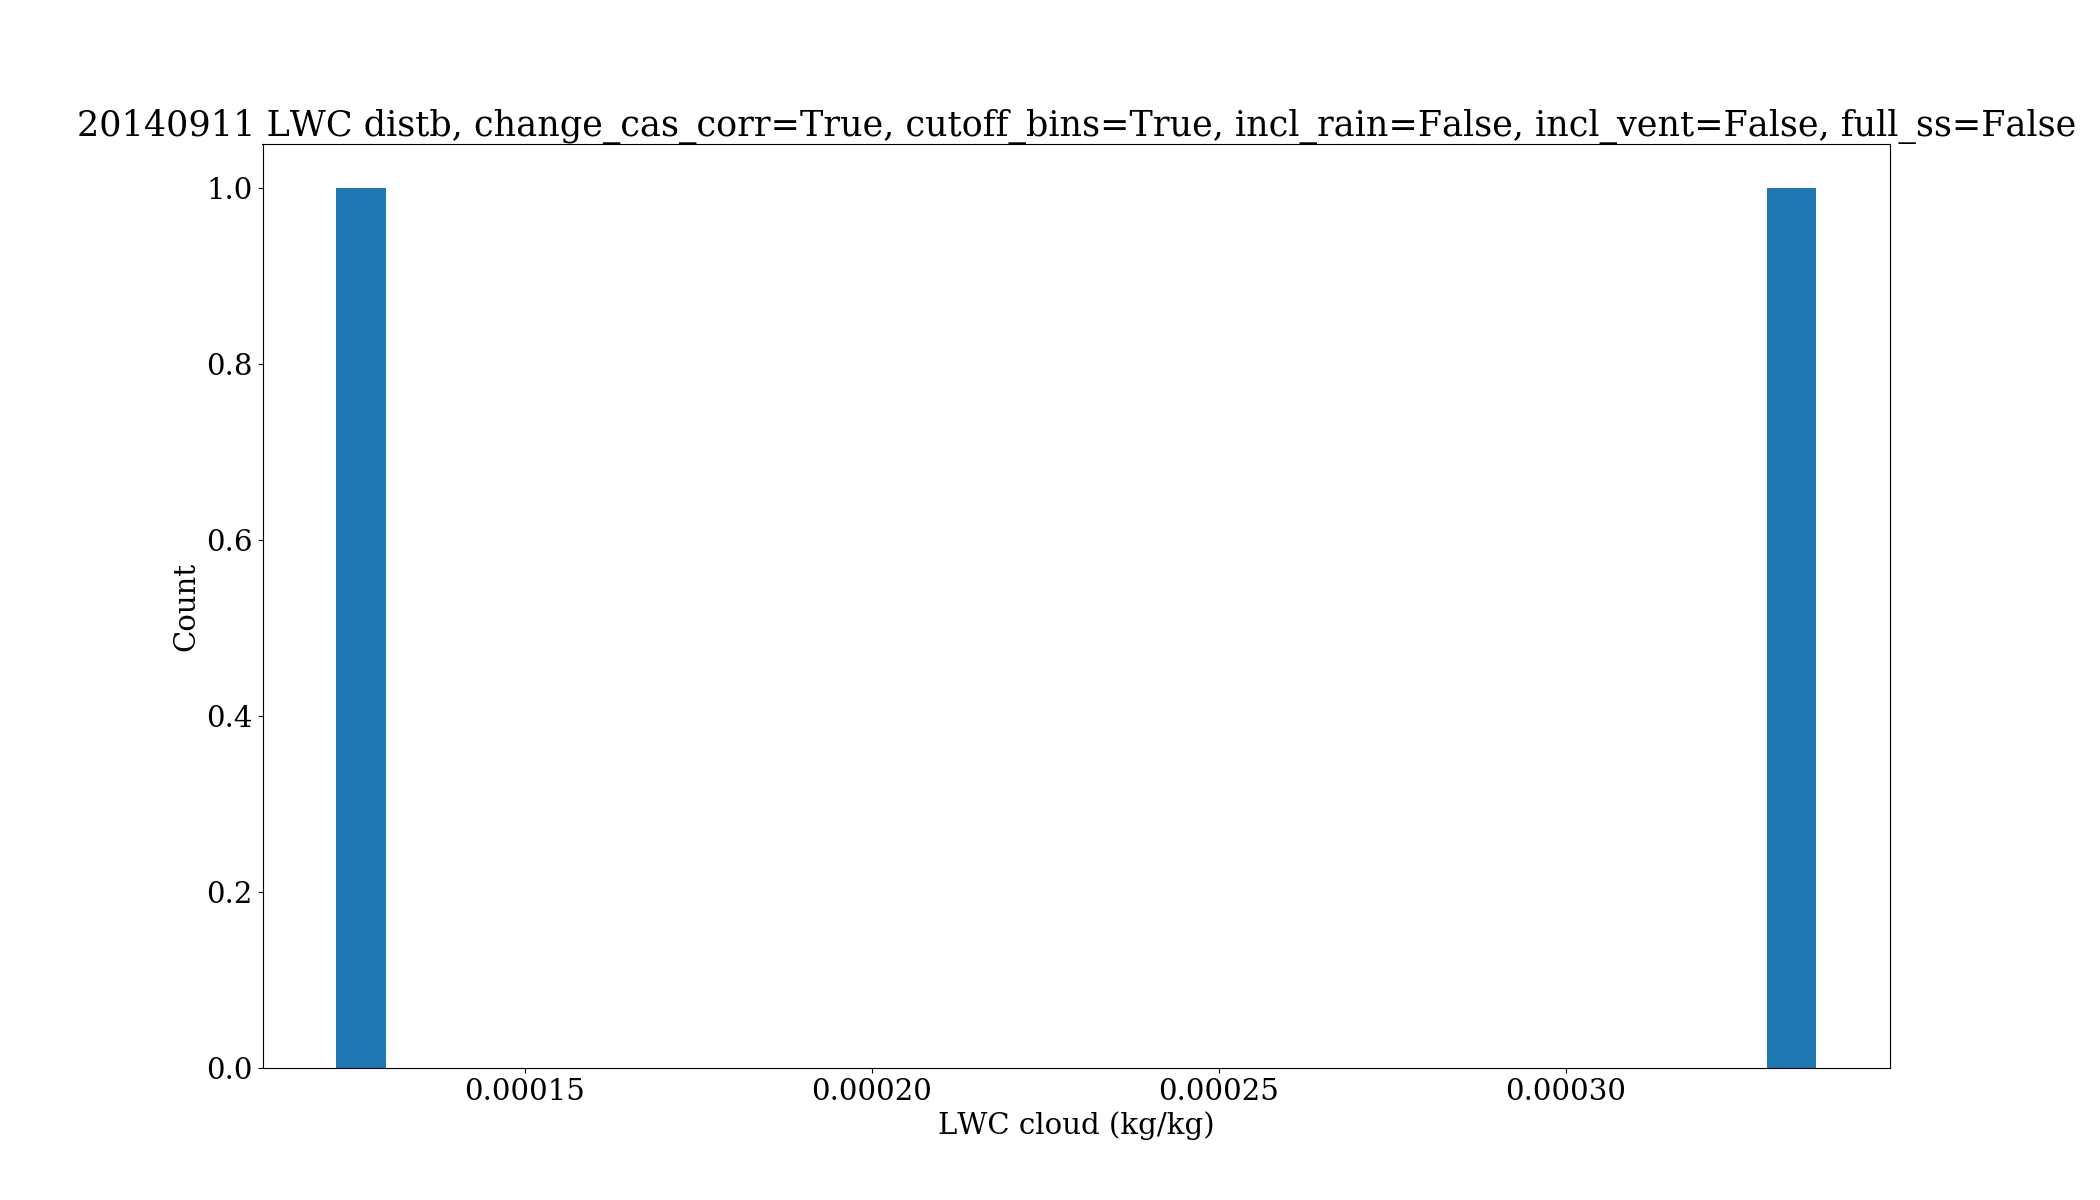 20140911 LWC distb, change_cas_corr=True, cutoff_bins=True, incl_rain=False, incl_vent=False, full_ss=False
1.0
0.8
0.6
0.4
0.2
0.0
Count
0.00015 0.00020 0.00025 0.00030
LWC cloud (kg/kg)